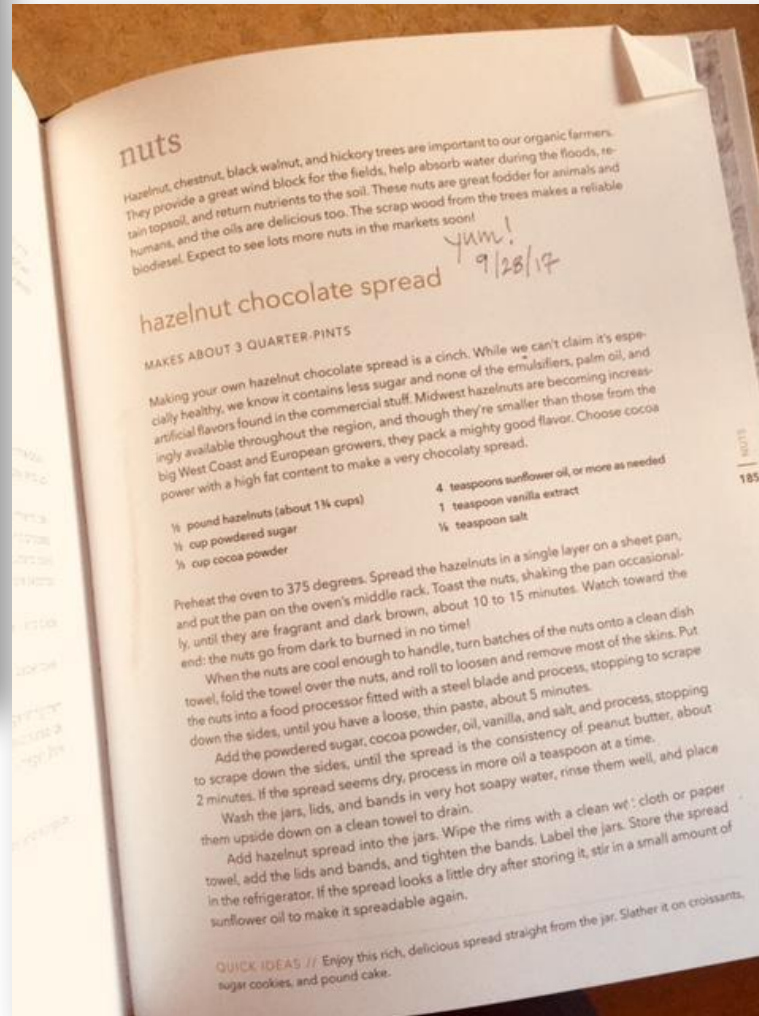 nuts
Hazelnut, chestnut, black walnut, and hickory trees are important to our organic farmers.
They provide a great wind block for the fields, help absorb water during the floods, re-
tain topsoil, and return nutrients to the soil. These nuts are great fodder for animals and
humans, and the oils are delicious too. The scrap wood from the trees makes a reliable
biodiesel. Expect to see lots more nuts in the markets soon!
yum!
9/28/17
hazelnut chocolate spread
MAKES ABOUT 3 QUARTER-PINTS
Making your own hazelnut chocolate spread is a cinch. While we can't claim it's espe-
cially healthy, we know it contains less sugar and none of the emulsifiers, palm oil, and
artificial flavors found in the commercial stuff. Midwest hazelnuts are becoming increas-
ingly available throughout the region, and though they're smaller than those from the
big West Coast and European growers, they pack a mighty good flavor. Choose cocoa
power with a high fat content to make a very chocolaty spread.
pound hazelnuts (about 1¾ cups)
cup powdered sugar
cup cocoa powder
4 teaspoons sunflower oil, or more as needed
1 teaspoon vanilla extract
teaspoon salt
NUTS
185
Preheat the oven to 375 degrees. Spread the hazelnuts in a single layer on a sheet pan,
and put the pan on the oven's middle rack. Toast the nuts, shaking the pan occasional-
ly, until they are fragrant and dark brown, about 10 to 15 minutes. Watch toward the
end: the nuts go from dark to burned in no time!
When the nuts are cool enough to handle, turn batches of the nuts onto a clean dish
towel, fold the towel over the nuts, and roll to loosen and remove most of the skins. Put
the nuts into a food processor fitted with a steel blade and process, stopping to scrape
down the sides, until you have a loose, thin paste, about 5 minutes.
Add the powdered sugar, cocoa powder, oil, vanilla, and salt, and process, stopping
to scrape down the sides, until the spread is the consistency of peanut butter, about
2 minutes. If the spread seems dry, process in more oil a teaspoon at a time.
Wash the jars, lids, and bands in very hot soapy water, rinse them well, and place
them upside down on a clean towel to drain.
Add hazelnut spread into the jars. Wipe the rims with a clean wet cloth or paper
towel, add the lids and bands, and tighten the bands. Label the jars. Store the spread
in the refrigerator. If the spread looks a little dry after storing it, stir in a small amount of
sunflower oil to make it spreadable again.
QUICK IDEAS // Enjoy this rich, delicious spread straight from the jar. Slather it on croissants,
sugar cookies, and pound cake.